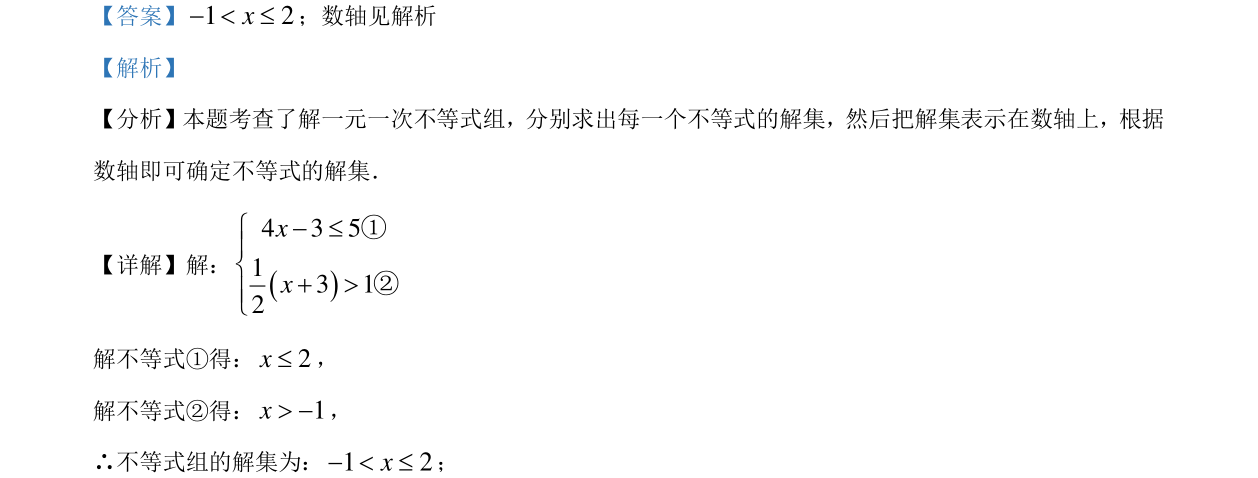 【答案】−1 < x ≤ 2；数轴见解析
【解析】
【分析】本题考查了解一元一次不等式组，分别求出每一个不等式的解集，然后把解集表示在数轴上，根据
数轴即可确定不等式的解集．
【详解】解：{ 4x − 3 ≤ 5①
1/2 (x + 3) > 1②
解不等式①得：x ≤ 2，
解不等式②得：x > −1，
∴不等式组的解集为：−1 < x ≤ 2；